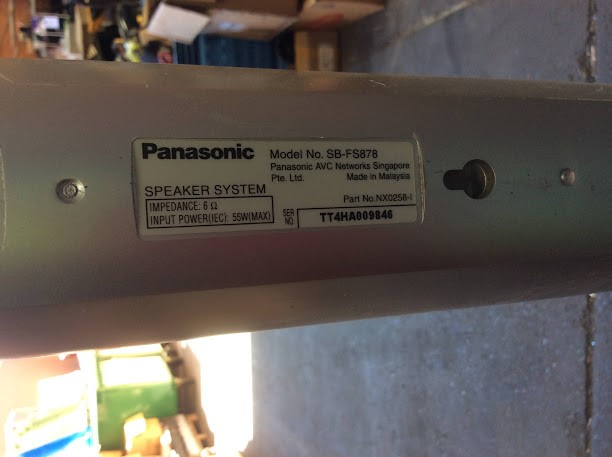 Panasonic
Model No. SB-FS878
Panasonic AVC Networks Singapore
Pte. Ltd. Made in Malaysia
SPEAKER SYSTEM
Part No.NX0258-I
IMPEDANCE: 6 Ω
INPUT POWER(IEC): 55W(MAX)
SER
NO.
TT4HA009846